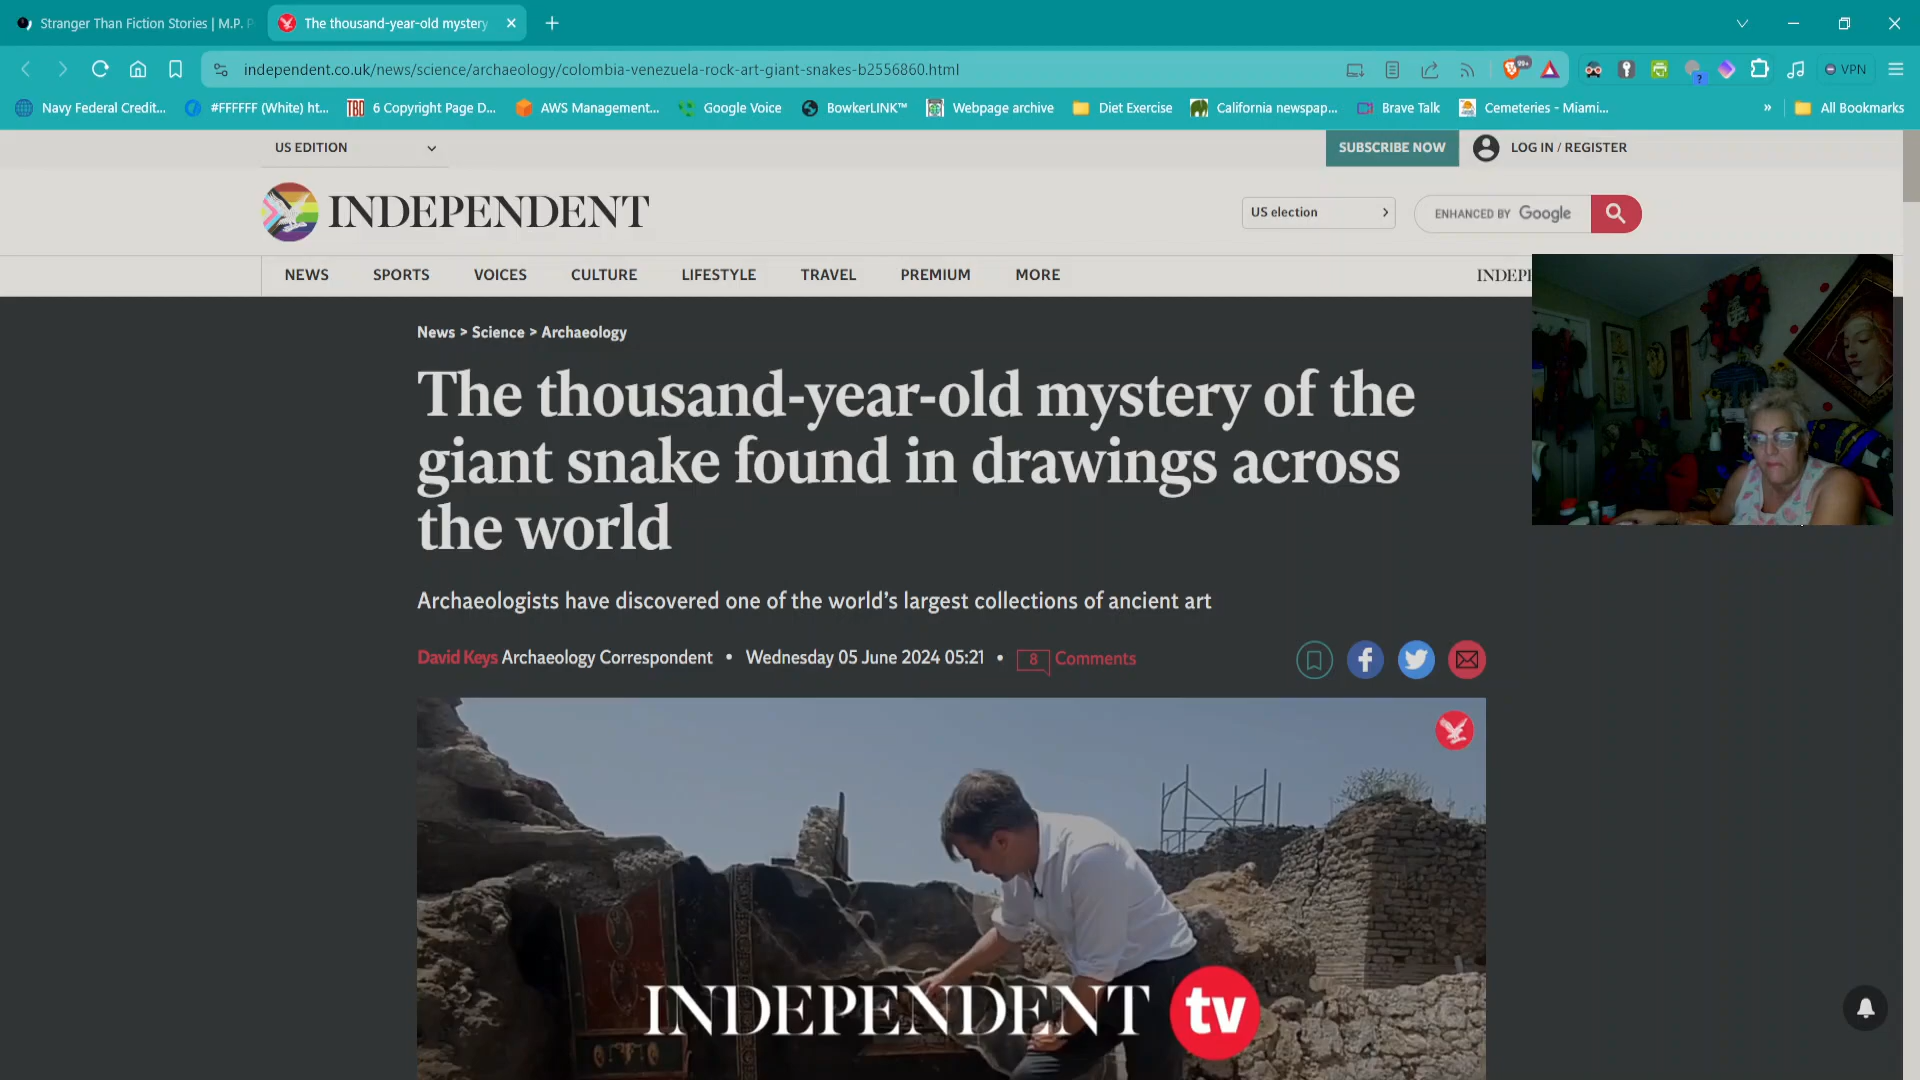 Stranger Than Fiction Stories | M.P. P
The thousand-year-old mystery
independent.co.uk/news/science/archaeology/colombia-venezuela-rock-art-giant-snakes-b2556860.html
99+
?
VPN
Navy Federal Credit...
#FFFFFF (White) ht...
TBD
6 Copyright Page D...
AWS Management...
Google Voice
BowkerLINK™
Webpage archive
Diet Exercise
California newspap...
Brave Talk
Cemeteries - Miami...
»
All Bookmarks
US EDITION
SUBSCRIBE NOW
LOG IN / REGISTER
INDEPENDENT
US election
ENHANCED BY Google
NEWS
SPORTS
VOICES
CULTURE
LIFESTYLE
TRAVEL
PREMIUM
MORE
INDEPE
News > Science > Archaeology
The thousand-year-old mystery of the
giant snake found in drawings across
the world
Archaeologists have discovered one of the world’s largest collections of ancient art
David Keys Archaeology Correspondent • Wednesday 05 June 2024 05:21 • 8 Comments
INDEPENDENT tv